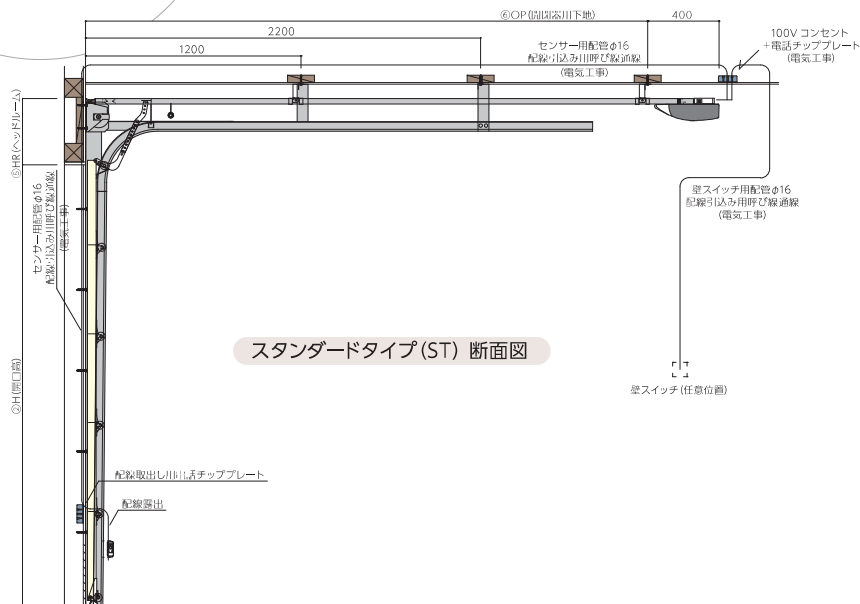 ⑥OP(開閉器用下地)
400
2200
1200
センサー用配管φ16
配線引込み用呼び線通線
(電気工事)
100V コンセント
+電話チッププレート
(電気工事)
⑤HR(ヘッドルーム)
センサー用配管φ16
配線引込み用呼び線通線
(電気工事)
壁スイッチ用配管φ16
配線引込み用呼び線通線
(電気工事)
スタンダードタイプ(ST) 断面図
②H(開口高)
壁スイッチ(任意位置)
配線取出し用電話チッププレート
配線露出